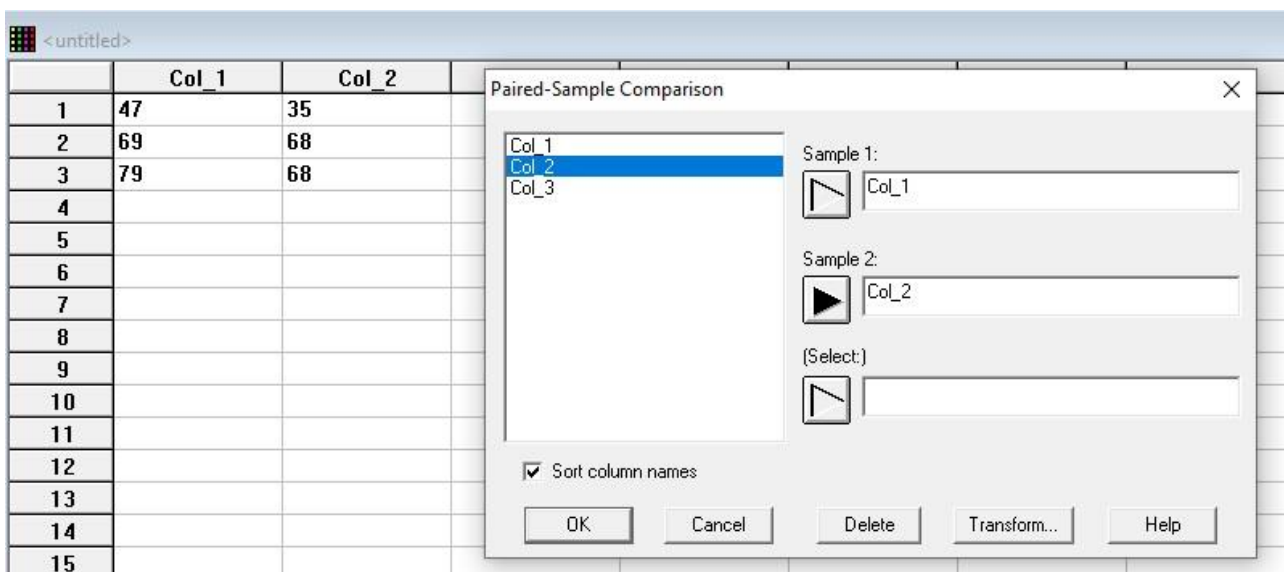 <untitled>
Col_1 Col_2
1 47 35
2 69 68
3 79 68
4
5
6
7
8
9
10
11
12
13
14
15
Paired-Sample Comparison
Col_1
Col_2
Col_3
Sample 1:
Col_1
Sample 2:
Col_2
(Select:)
Sort column names
OK Cancel Delete Transform... Help